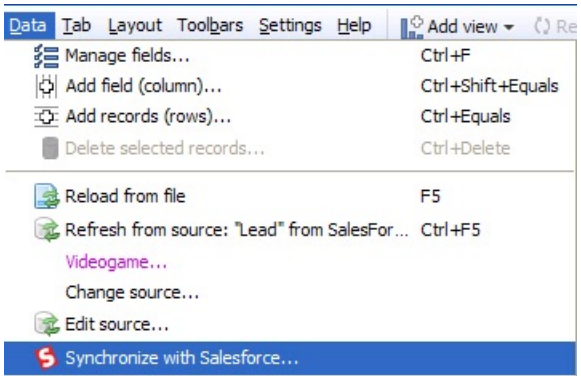 Data Tab Layout Toolbars Settings Help Add view Re
Manage fields... Ctrl+F
Add field (column)... Ctrl+Shift+Equals
Add records (rows)... Ctrl+Equals
Delete selected records... Ctrl+Delete
Reload from file F5
Refresh from source: "Lead" from SalesFor... Ctrl+F5
Videogame...
Change source...
Edit source...
Synchronize with Salesforce...